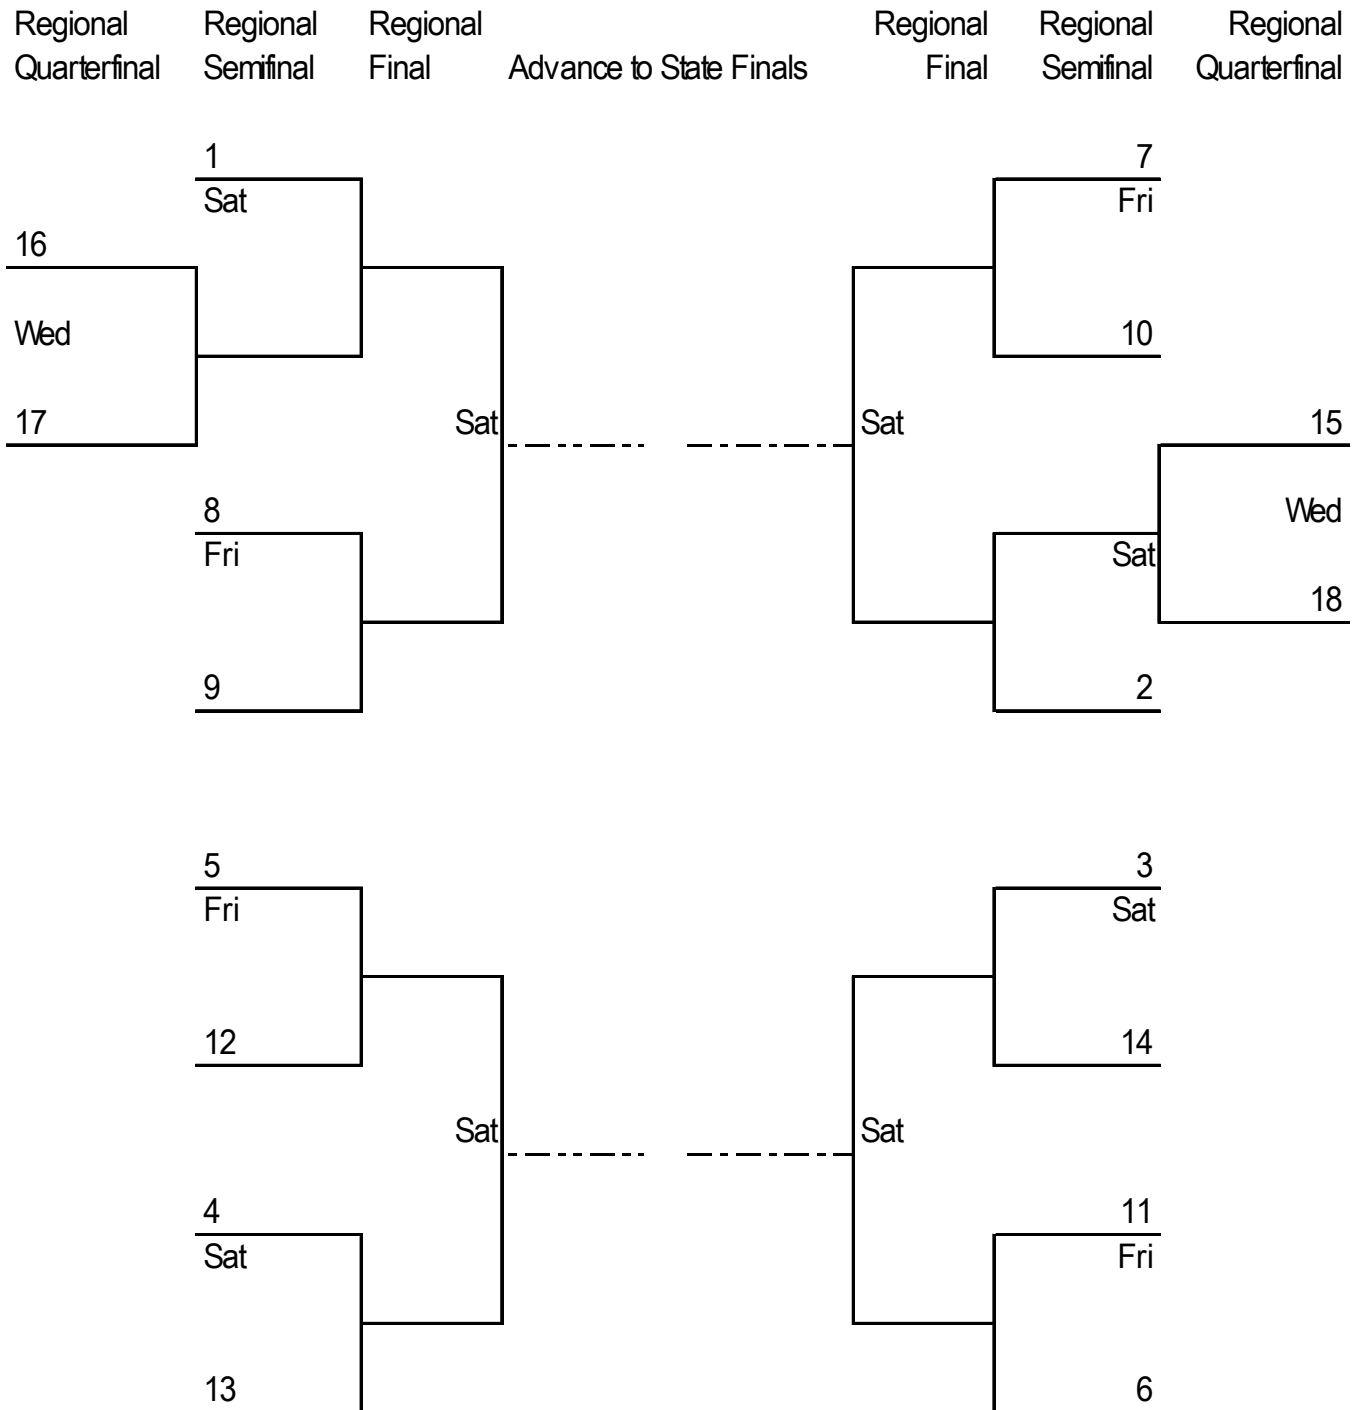 Regional Regional Regional Regional Regional Regional
Quarterfinal Semifinal Final Advance to State Finals Final Semifinal Quarterfinal
1 7
Sat Fri
16
Wed 10
17 Sat Sat 15
8 Wed
Fri Sat
18
9 2
5 3
Fri Sat
12 14
Sat Sat
4 11
Sat Fri
13 6